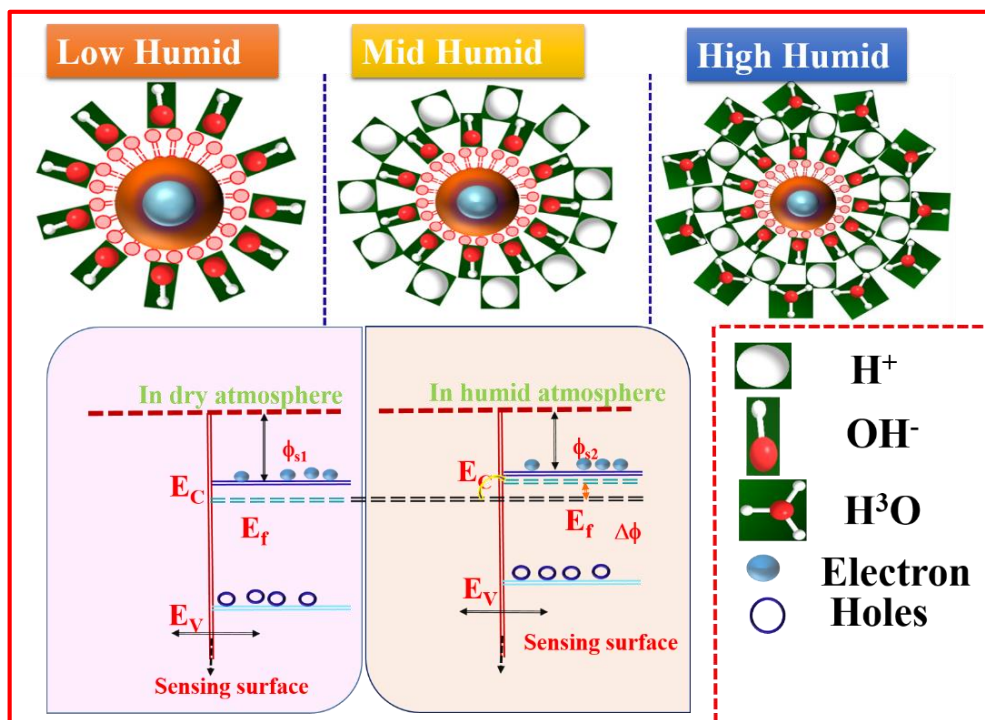 Low Humid
Mid Humid
High Humid
In dry atmosphere
ϕs1
EC
Ef
EV
Sensing surface
In humid atmosphere
ϕs2
EC
Ef
Δϕ
EV
Sensing surface
H+
OH-
H3O
Electron
Holes